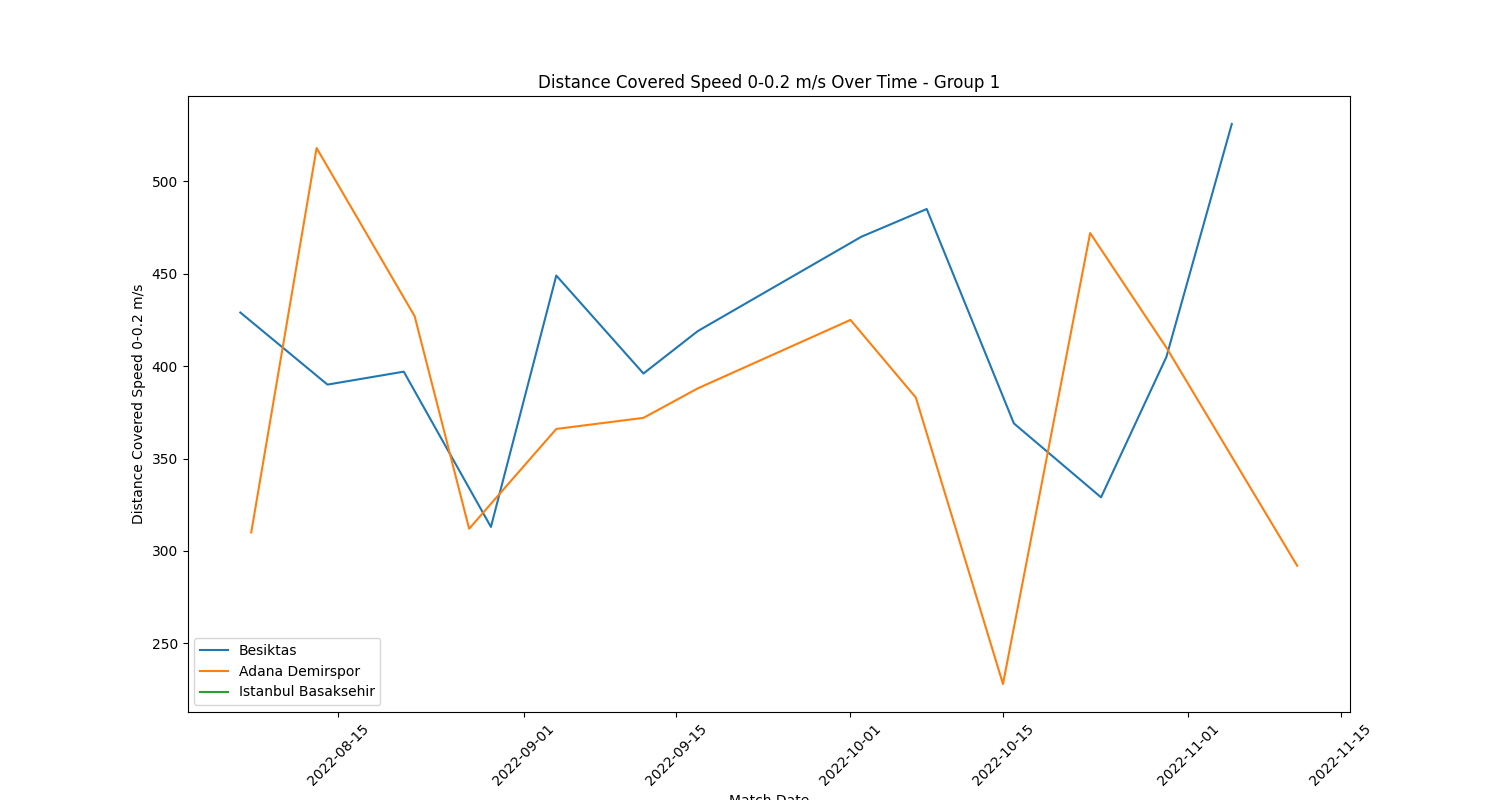 Distance Covered Speed 0-0.2 m/s Over Time - Group 1
Distance Covered Speed 0-0.2 m/s
500
450
400
350
300
250
Besiktas
Adana Demirspor
Istanbul Basaksehir
2022-08-15
2022-09-01
2022-09-15
2022-10-01
2022-10-15
2022-11-01
2022-11-15
Match Date